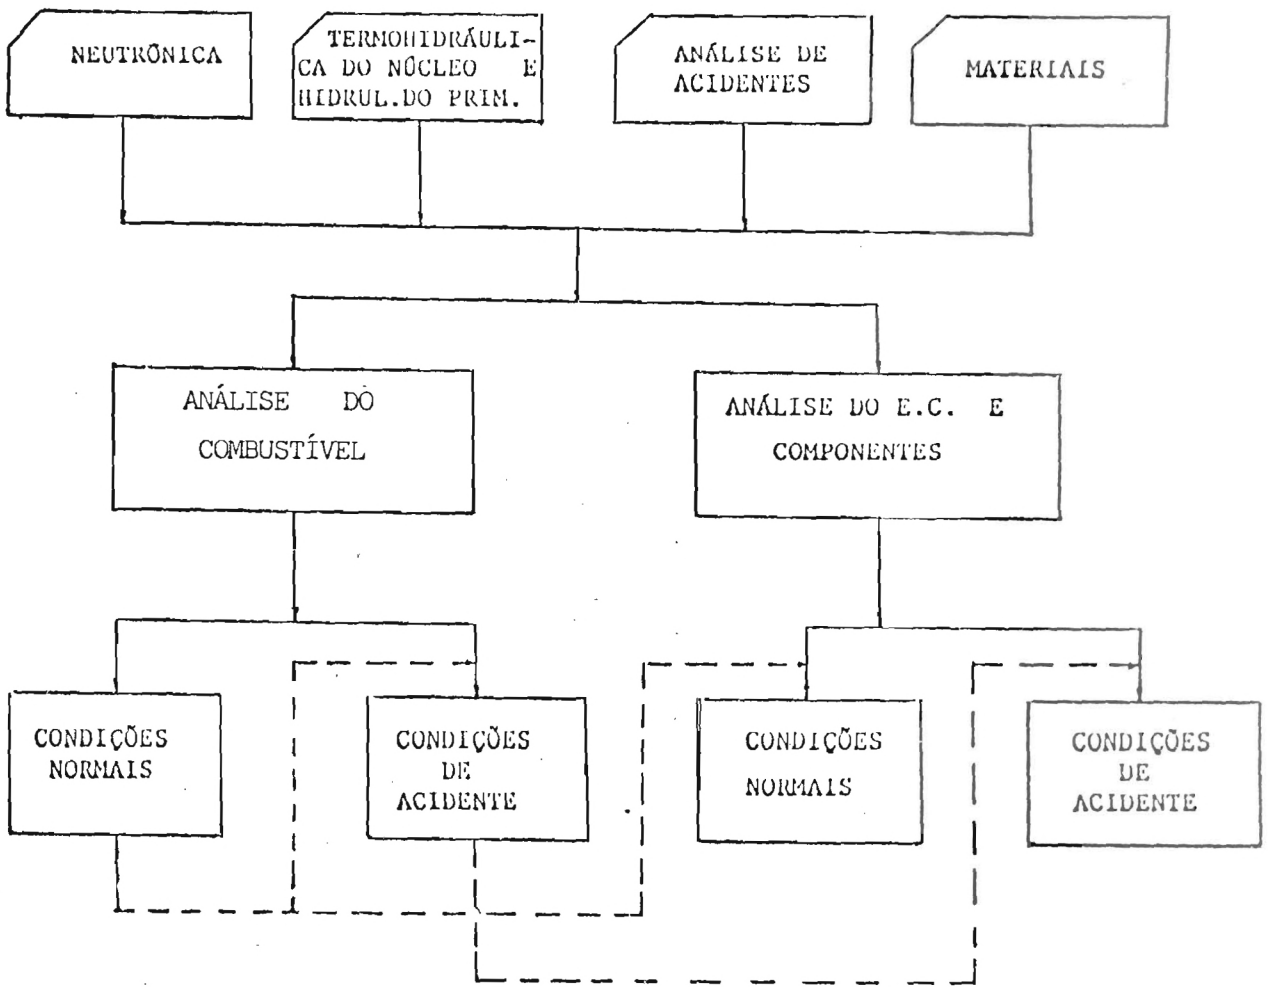 NEUTRÔNICA
TERMOHIDRÁULI-
CA DO NÚCLEO E
HIDRUL.DO PRIM.
ANÁLISE DE
ACIDENTES
MATERIAIS
ANÁLISE DO
COMBUSTÍVEL
ANÁLISE DO E.C. E
COMPONENTES
CONDIÇÕES
NORMAIS
CONDIÇÕES
DE
ACIDENTE
CONDIÇÕES
NORMAIS
CONDIÇÕES
DE
ACIDENTE